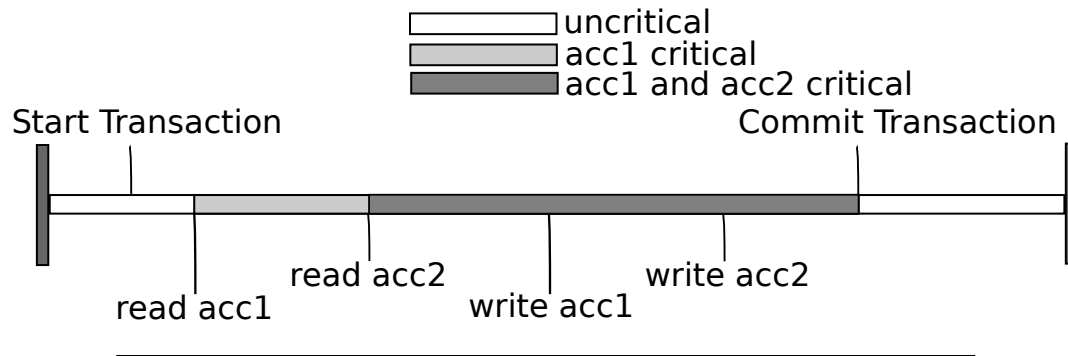 uncritical
acc1 critical
acc1 and acc2 critical
Start Transaction
Commit Transaction
read acc1
read acc2
write acc1
write acc2